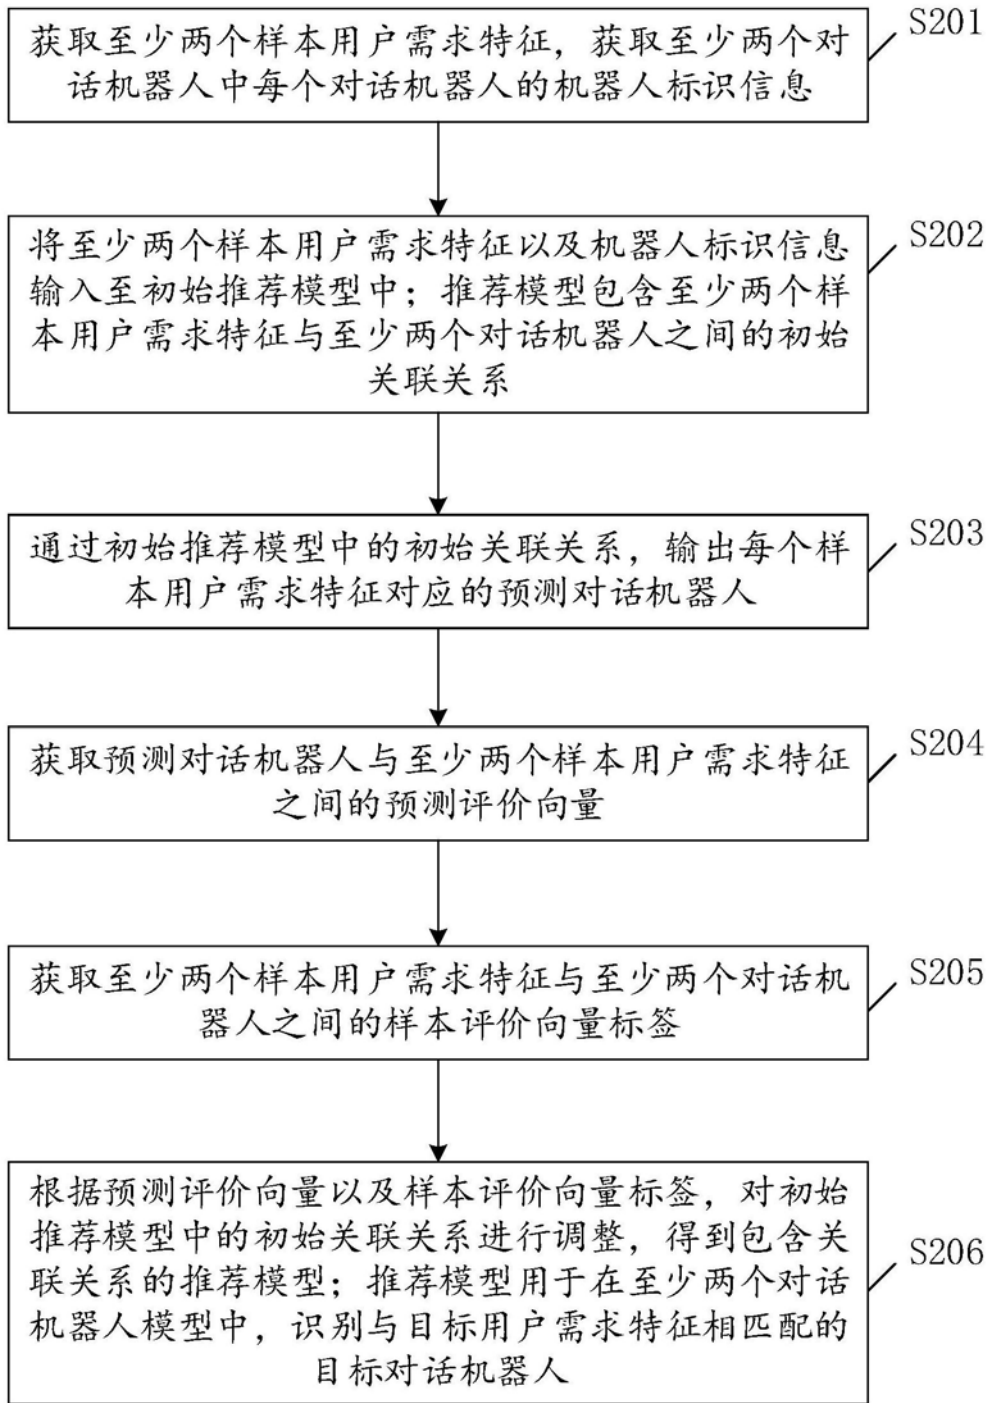 获取至少两个样本用户需求特征，获取至少两个对
话机器人中每个对话机器人的机器人标识信息
S201
将至少两个样本用户需求特征以及机器人标识信息
输入至初始推荐模型中；推荐模型包含至少两个样
本用户需求特征与至少两个对话机器人之间的初始
关联关系
S202
通过初始推荐模型中的初始关联关系，输出每个样
本用户需求特征对应的预测对话机器人
S203
获取预测对话机器人与至少两个样本用户需求特征
之间的预测评价向量
S204
获取至少两个样本用户需求特征与至少两个对话机
器人之间的样本评价向量标签
S205
根据预测评价向量以及样本评价向量标签，对初始
推荐模型中的初始关联关系进行调整，得到包含关
联关系的推荐模型；推荐模型用于在至少两个对话
机器人模型中，识别与目标用户需求特征相匹配的
目标对话机器人
S206